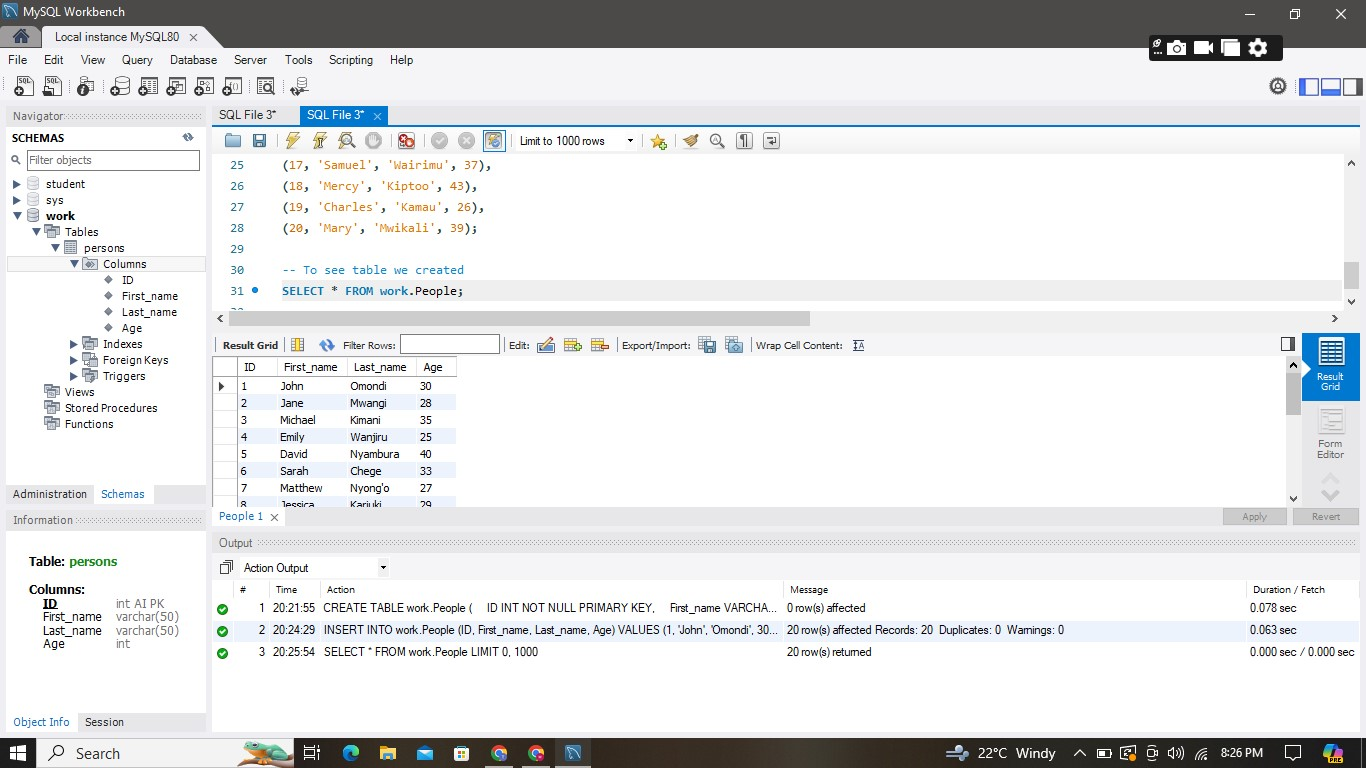 MySQL Workbench
Local instance MySQL80
File Edit View Query Database Server Tools Scripting Help
Navigator
SCHEMAS
Filter objects
student
sys
work
Tables
persons
Columns
ID
First_name
Last_name
Age
Indexes
Foreign Keys
Triggers
Views
Stored Procedures
Functions
Administration Schemas
Information
Table: persons
Columns:
ID int AI PK
First_name varchar(50)
Last_name varchar(50)
Age int
Object Info Session
SQL File 3* SQL File 3*
Limit to 1000 rows
25 (17, 'Samuel', 'Wairimu', 37),
26 (18, 'Mercy', 'Kiptoo', 43),
27 (19, 'Charles', 'Kamau', 26),
28 (20, 'Mary', 'Mwikali', 39);
29
30 -- To see table we created
31 SELECT * FROM work.People;
Result Grid Filter Rows: Edit: Export/Import: Wrap Cell Content:
ID First_name Last_name Age
1 John Omondi 30
2 Jane Mwangi 28
3 Michael Kimani 35
4 Emily Wanjiru 25
5 David Nyambura 40
6 Sarah Chege 33
7 Matthew Nyong'o 27
8 Jessica Kariuki 29
Result Grid
Form Editor
People 1 Apply Revert
Output
Action Output
# Time Action Message Duration / Fetch
1 20:21:55 CREATE TABLE work.People ( ID INT NOT NULL PRIMARY KEY, First_name VARCHA... 0 row(s) affected 0.078 sec
2 20:24:29 INSERT INTO work.People (ID, First_name, Last_name, Age) VALUES (1, 'John', 'Omondi', 30... 20 row(s) affected Records: 20 Duplicates: 0 Warnings: 0 0.063 sec
3 20:25:54 SELECT * FROM work.People LIMIT 0, 1000 20 row(s) returned 0.000 sec / 0.000 sec
Search 22°C Windy 8:26 PM